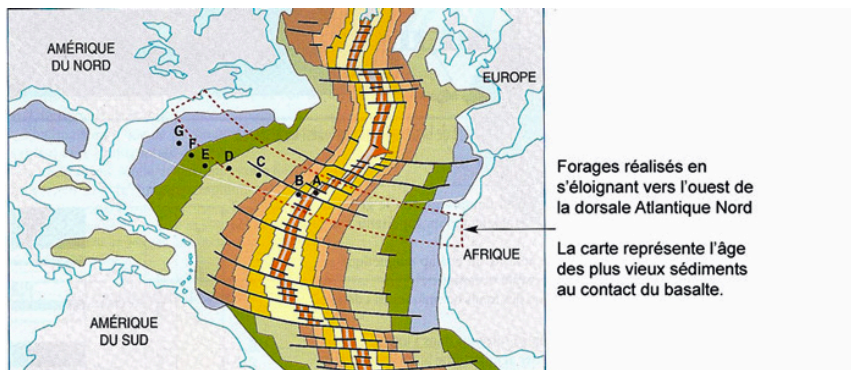 AMÉRIQUE
DU NORD
EUROPE
G
F
E
D
C
B
A
AFRIQUE
AMÉRIQUE
DU SUD
Forages réalisés en
s'éloignant vers l'ouest de
la dorsale Atlantique Nord
La carte représente l'âge
des plus vieux sédiments
au contact du basalte.